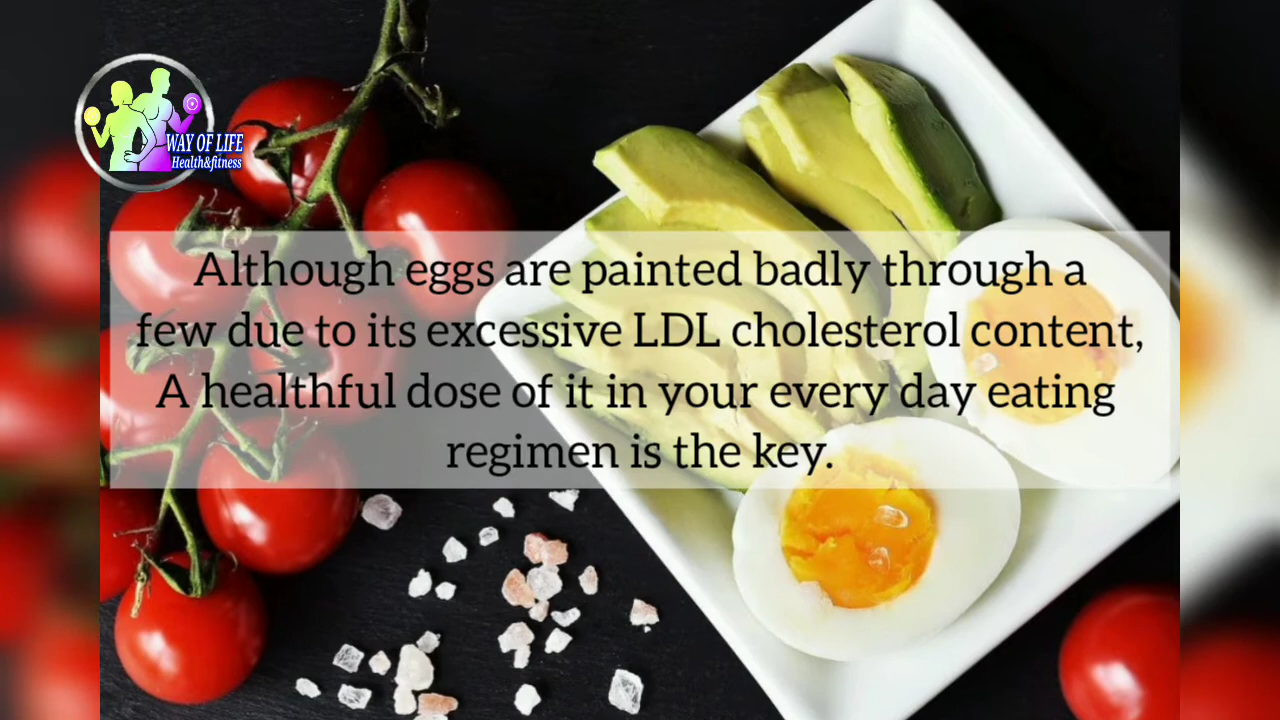 WAY OF LIFE
Health&fitness
Although eggs are painted badly through a
few due to its excessive LDL cholesterol content,
A healthful dose of it in your every day eating
regimen is the key.